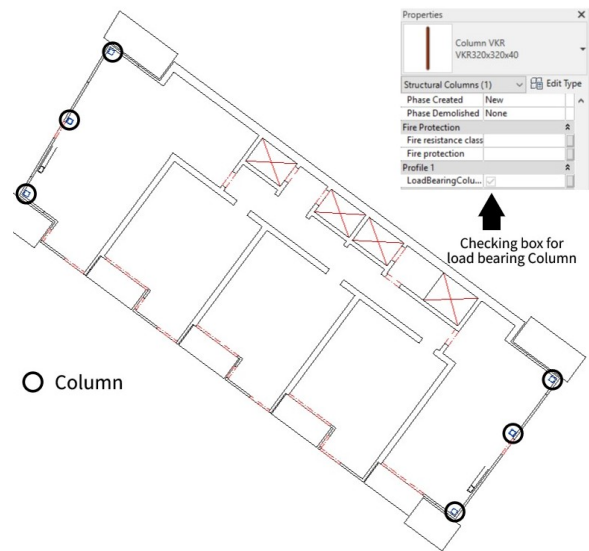 Properties
Column VKR
VKR320x320x40
Structural Columns (1)
Edit Type
Phase Created New
Phase Demolished None
Fire Protection
Fire resistance class
Fire protection
Profile 1
LoadBearingColu...
Checking box for
load bearing Column
Column